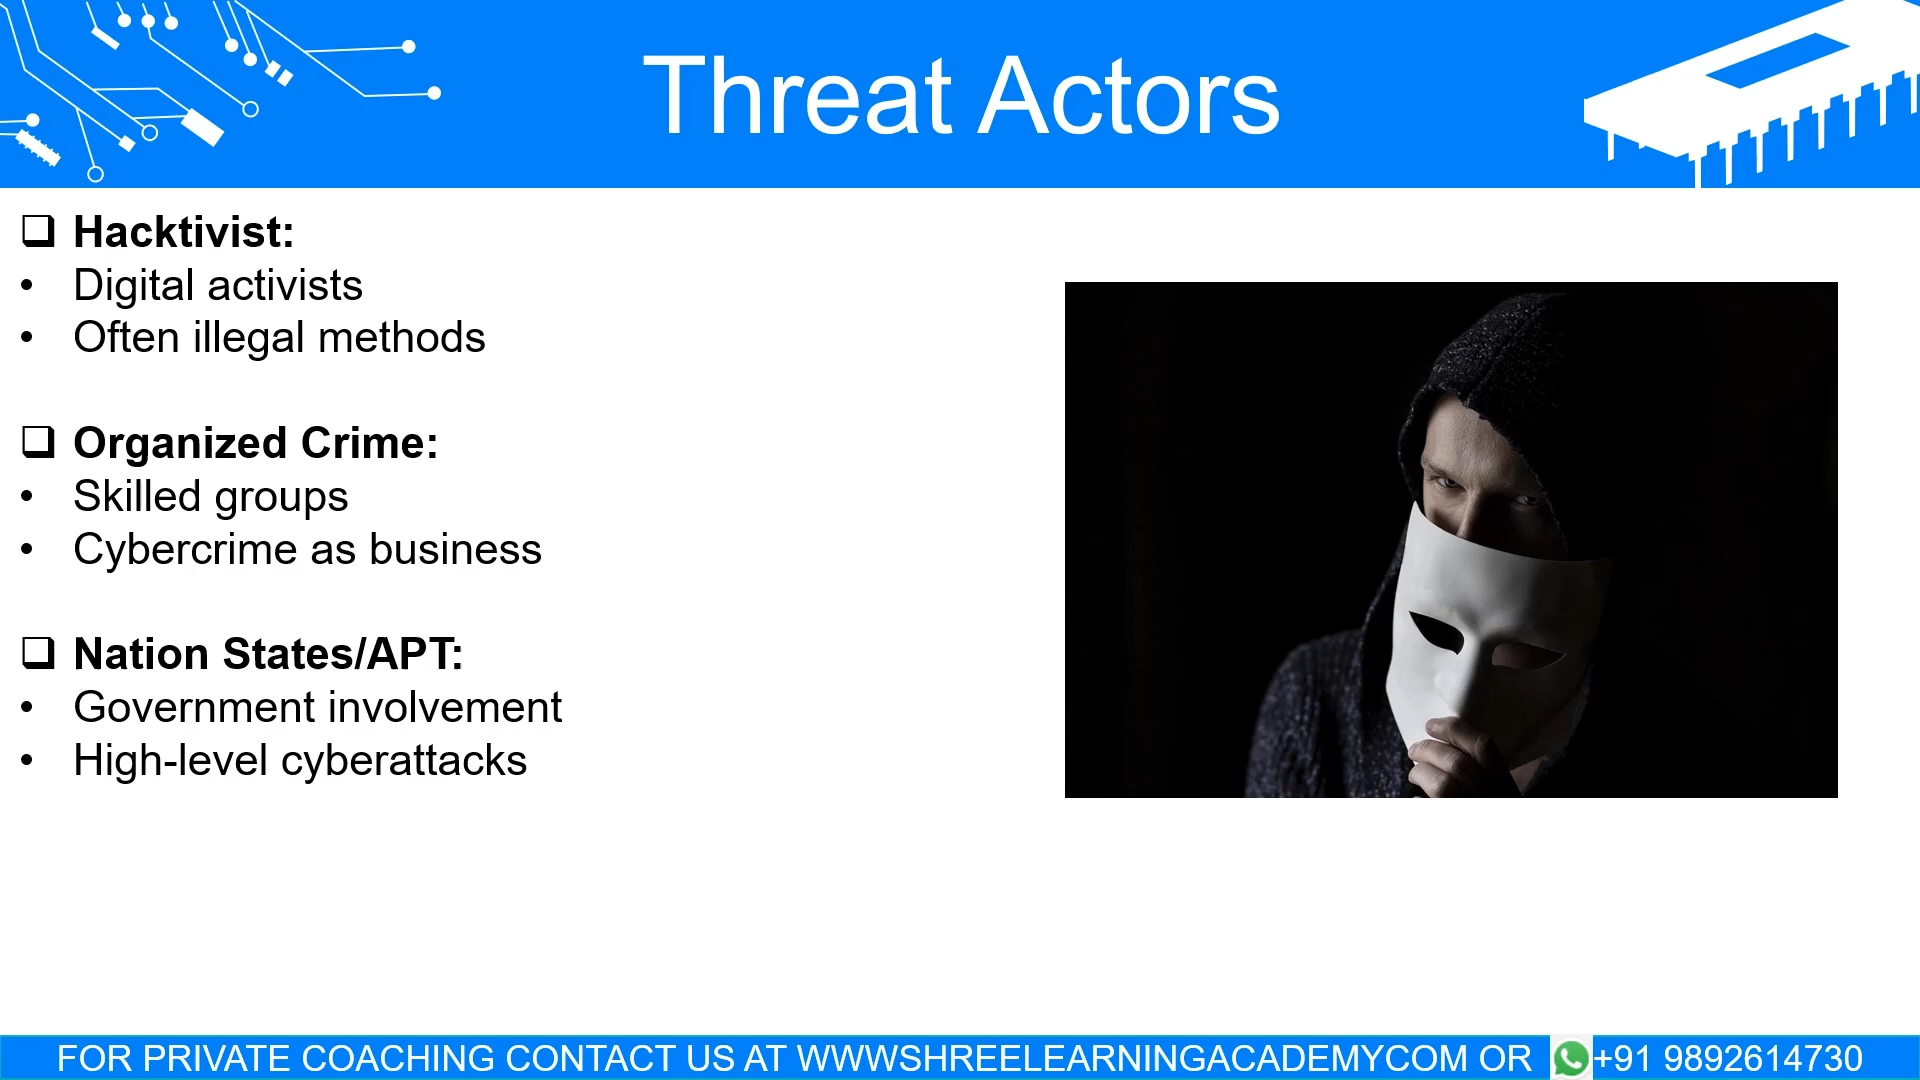 Threat Actors
❑ Hacktivist:
• Digital activists
• Often illegal methods
❑ Organized Crime:
• Skilled groups
• Cybercrime as business
❑ Nation States/APT:
• Government involvement
• High-level cyberattacks
FOR PRIVATE COACHING CONTACT US AT WWWSHREELEARNINGACADEMYCOM OR +91 9892614730